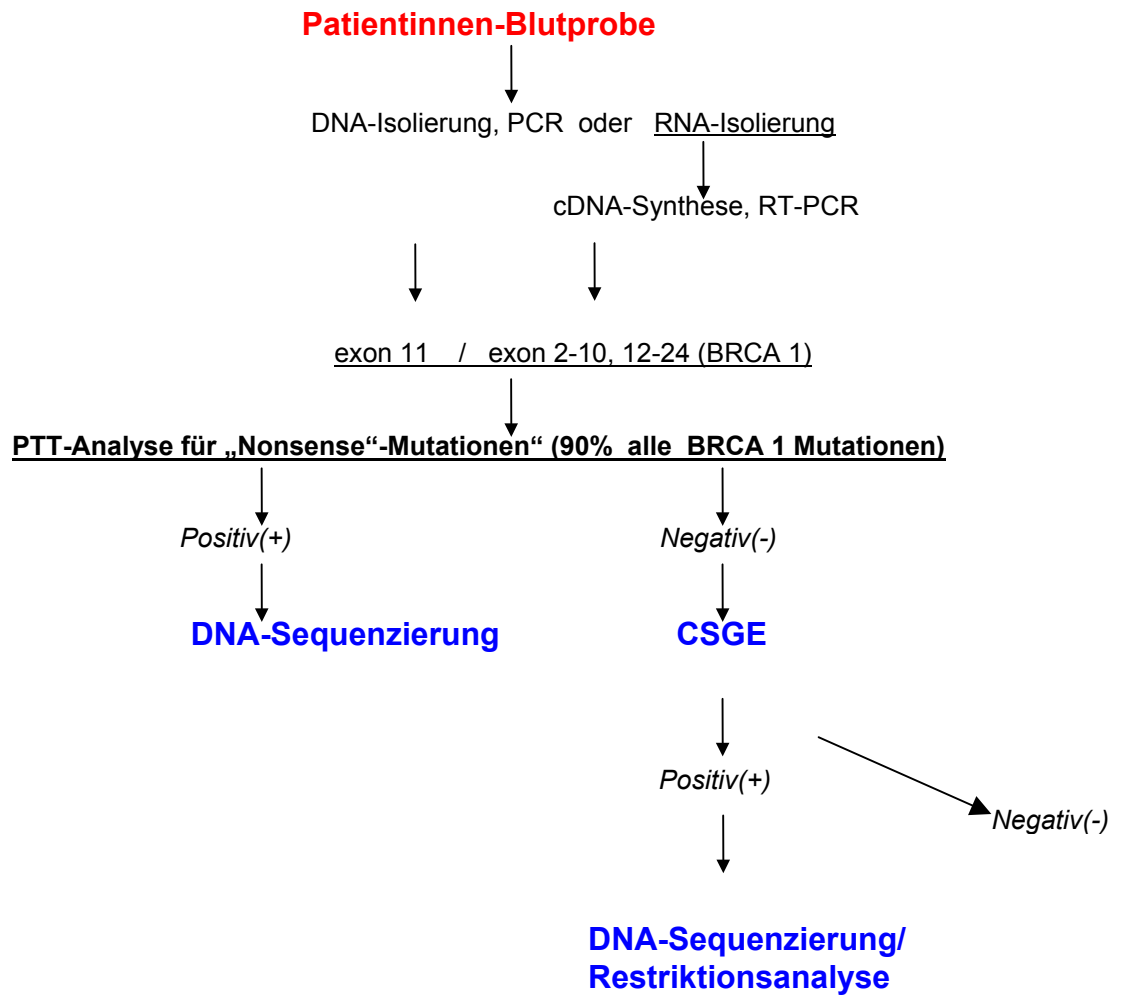 Patientinnen-Blutprobe
DNA-Isolierung, PCR oder RNA-Isolierung
cDNA-Synthese, RT-PCR
exon 11 / exon 2-10, 12-24 (BRCA 1)
PTT-Analyse für „Nonsense“-Mutationen“ (90% alle BRCA 1 Mutationen)
Positiv(+) Negativ(-)
DNA-Sequenzierung CSGE
Positiv(+)
Negativ(-)
DNA-Sequenzierung/
Restriktionsanalyse